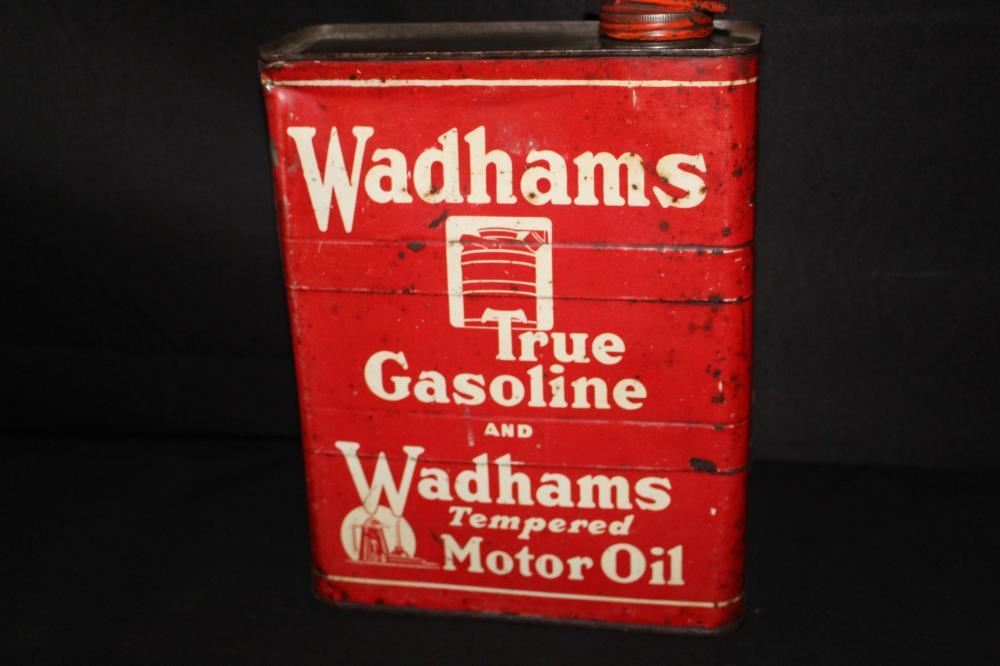 Wadhams
True
Gasoline
AND
Wadhams
Tempered
Motor Oil